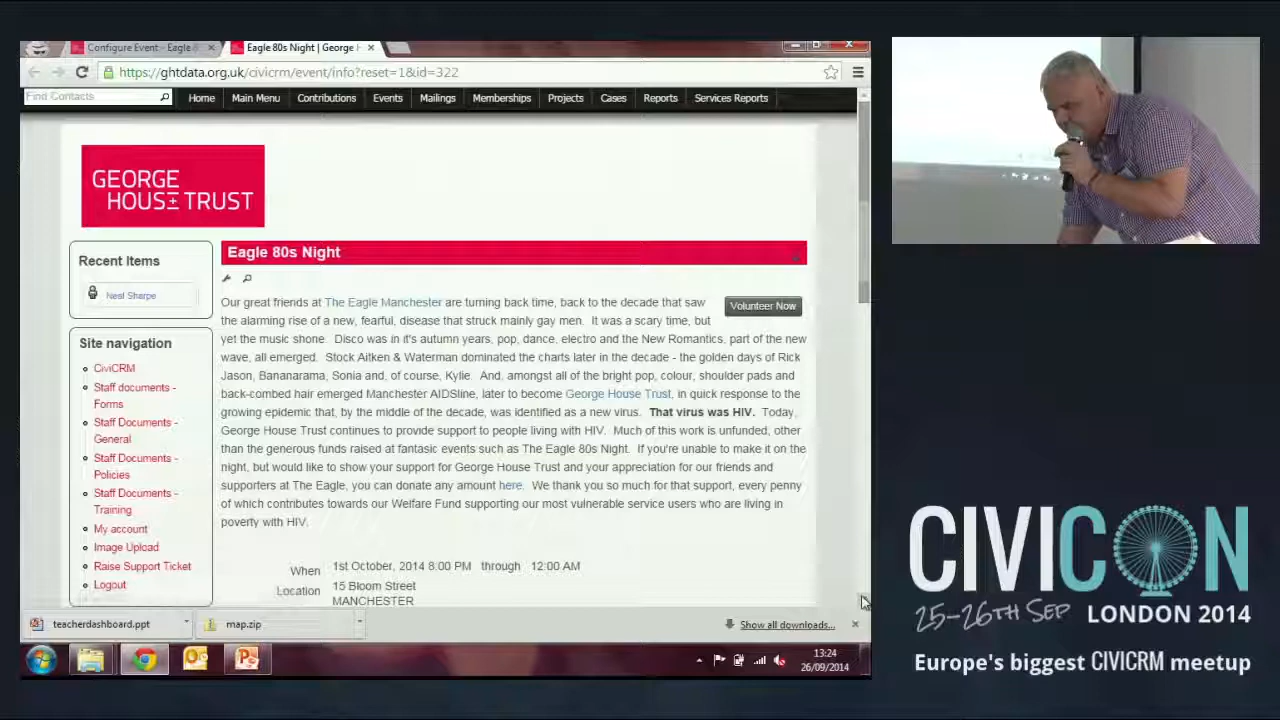 Configure Event - Eagle 8
Eagle 80s Night | George H
https://ghtdata.org.uk/civicrm/event/info?reset=1&id=322
Find Contacts
Home Main Menu Contributions Events Mailings Memberships Projects Cases Reports Services Reports
GEORGE
HOUSE TRUST
Recent Items
Neal Sharpe
Site navigation
CiviCRM
Staff documents -
Forms
Staff Documents -
General
Staff Documents -
Policies
Staff Documents -
Training
My account
Image Upload
Raise Support Ticket
Logout
Eagle 80s Night
Volunteer Now
Our great friends at The Eagle Manchester are turning back time, back to the decade that saw
the alarming rise of a new, fearful, disease that struck mainly gay men. It was a scary time, but
yet the music shone. Disco was in it's autumn years, pop, dance, electro and the New Romantics, part of the new
wave, all emerged. Stock Aitken & Waterman dominated the charts later in the decade - the golden days of Rick
Jason, Bananarama, Sonia and, of course, Kylie. And, amongst all of the bright pop, colour, shoulder pads and
back-combed hair emerged Manchester AIDSline, later to become George House Trust, in quick response to the
growing epidemic that, by the middle of the decade, was identified as a new virus. That virus was HIV. Today,
George House Trust continues to provide support to people living with HIV. Much of this work is unfunded, other
than the generous funds raised at fantasic events such as The Eagle 80s Night. If you're unable to make it on the
night, but would like to show your support for George House Trust and your appreciation for our friends and
supporters at The Eagle, you can donate any amount here. We thank you so much for that support, every penny
of which contributes towards our Welfare Fund supporting our most vulnerable service users who are living in
poverty with HIV.
When 1st October, 2014 8:00 PM through 12:00 AM
Location 15 Bloom Street
MANCHESTER
teacherdashboard.ppt
map.zip
Show all downloads...
13:24
26/09/2014
CIVICON
25-26TH SEP LONDON 2014
Europe's biggest CIVICRM meetup